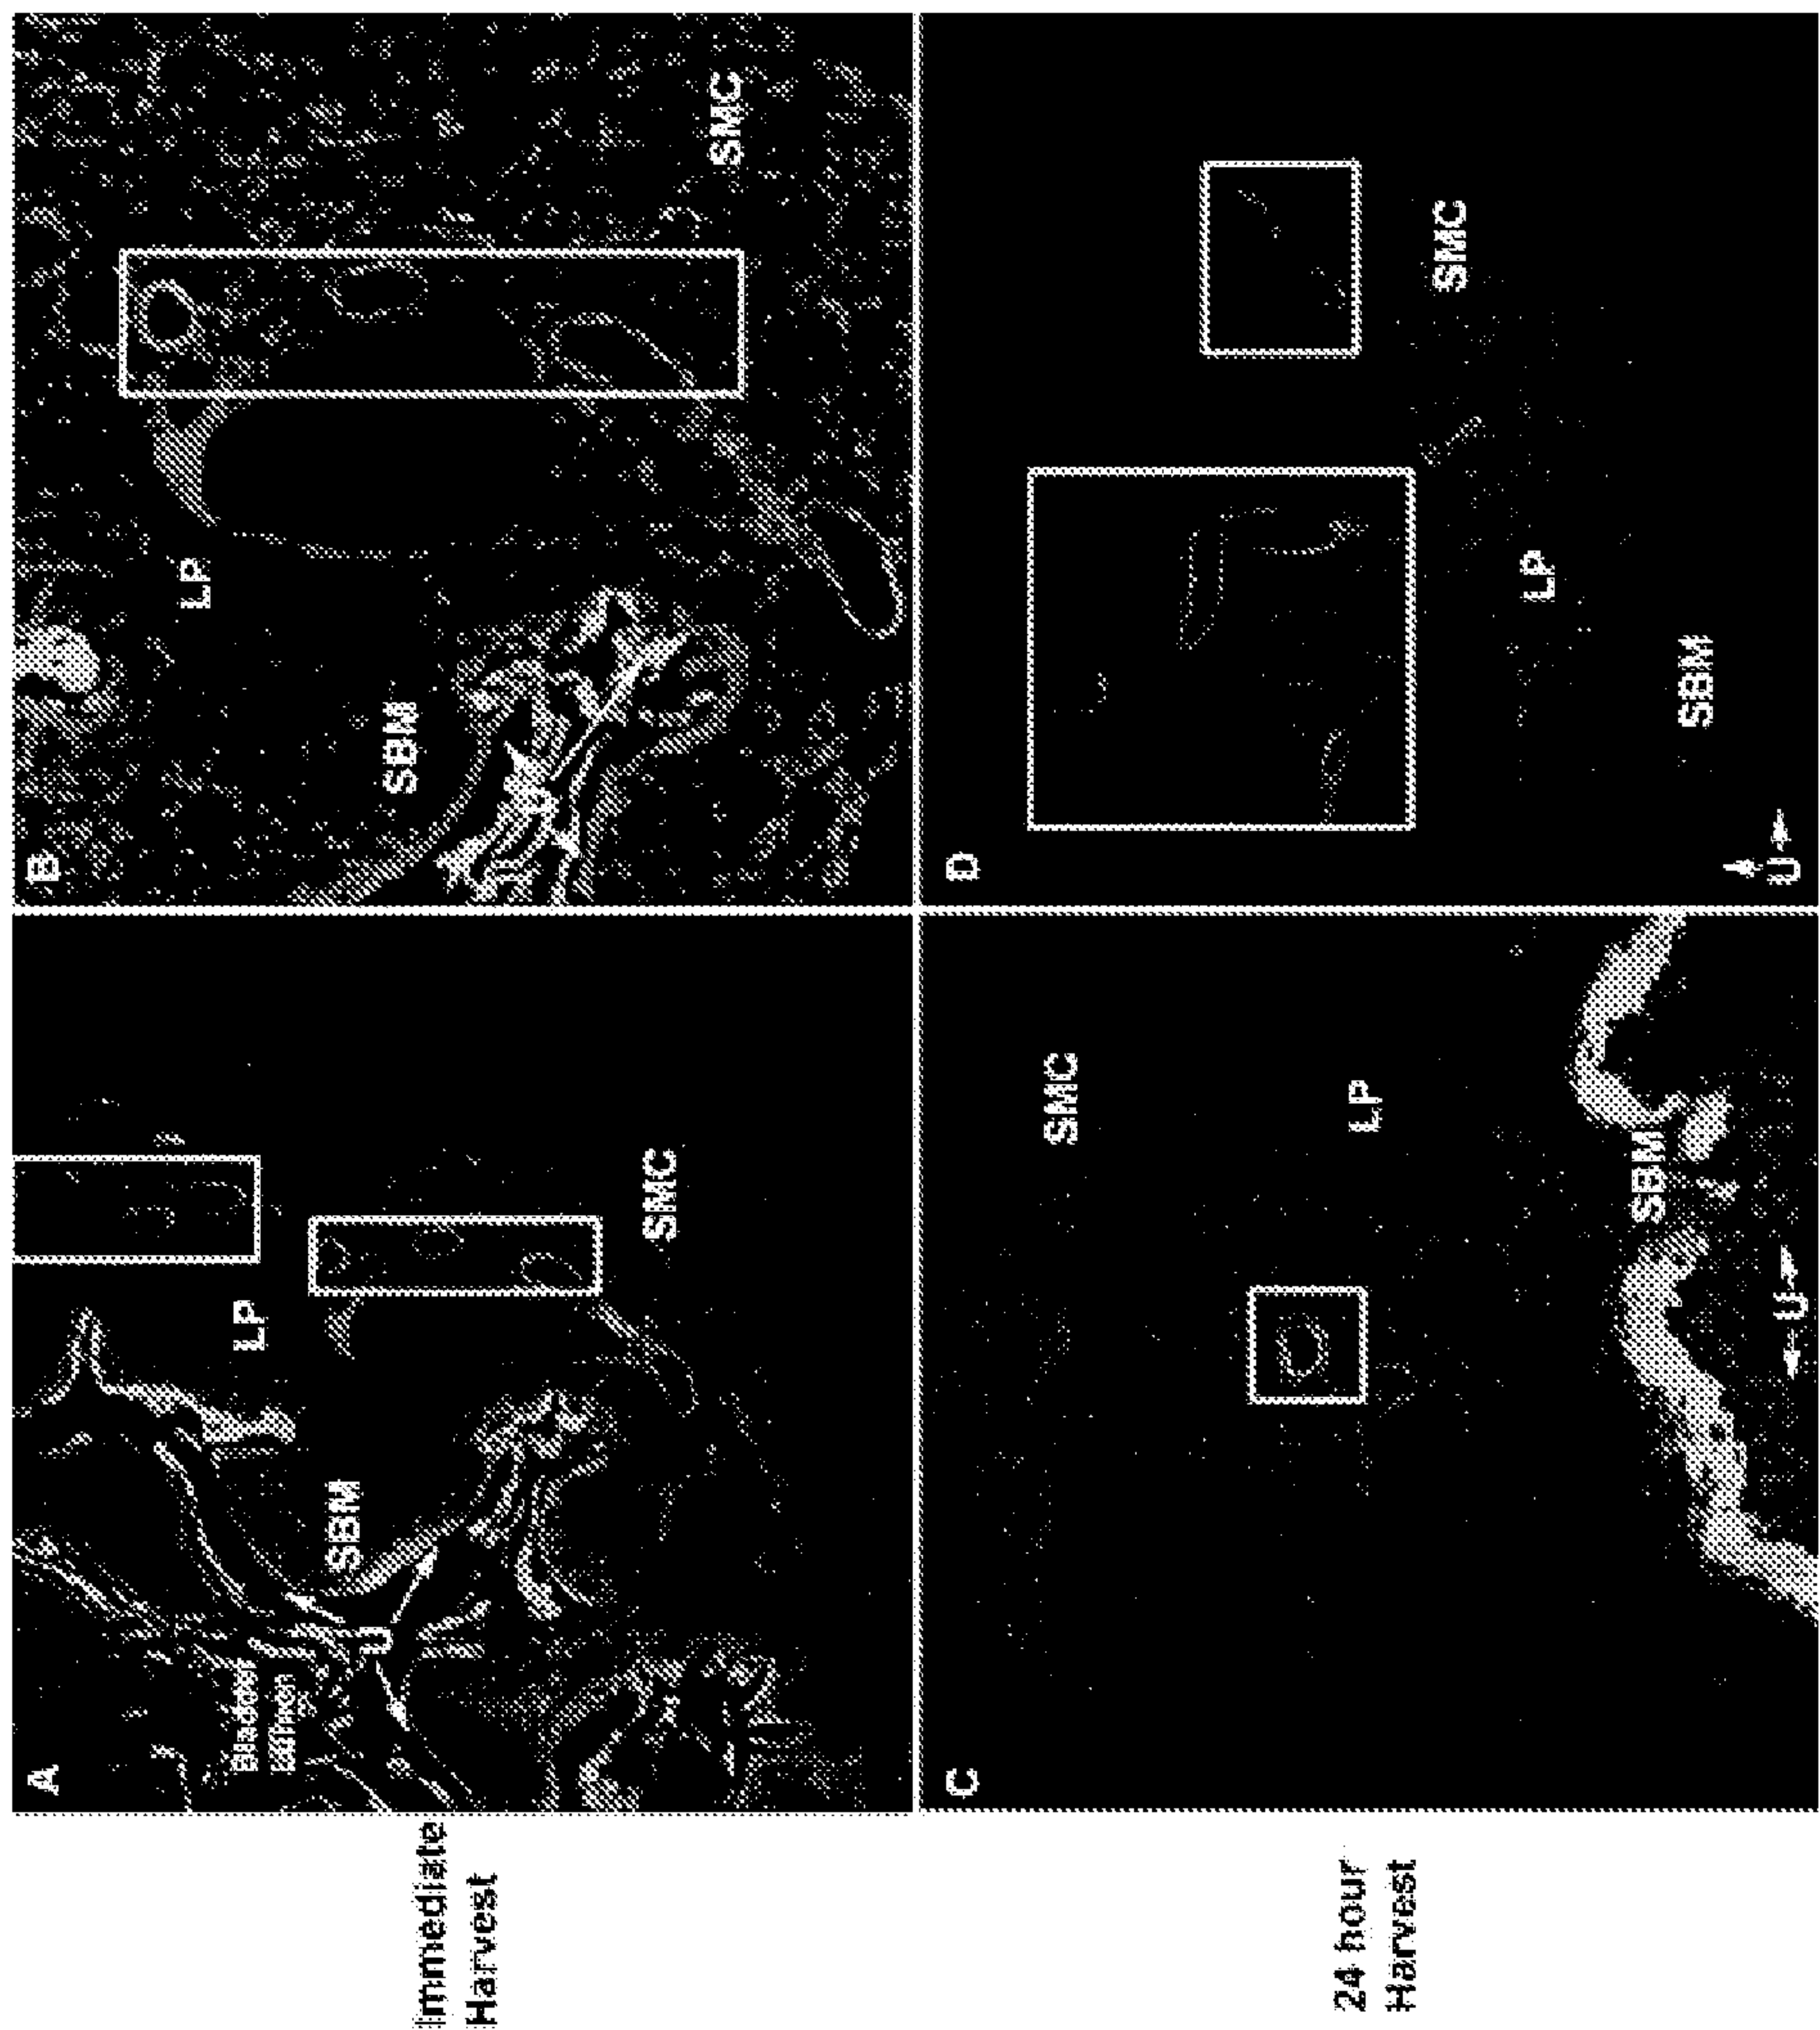 Immediate
Harvest
A
Bladder
lumen
U
SBM
LP
SMC
B
U
SBM
LP
SMC
24 hour
Harvest
C
SMC
LP
SBM
U
D
SMC
LP
SBM
U